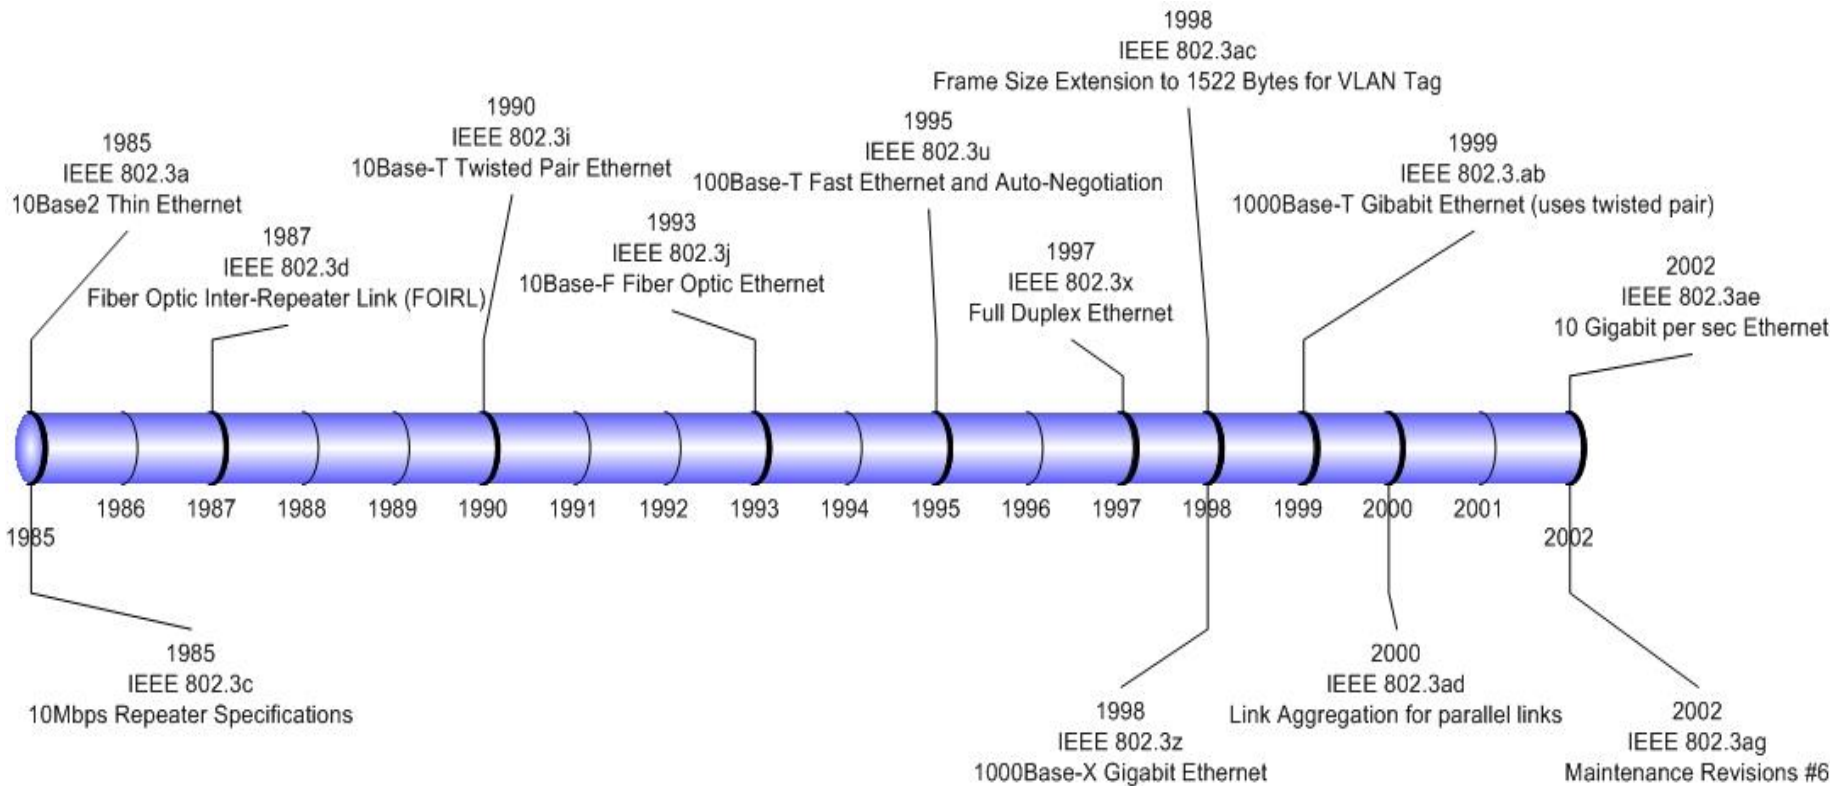 1998
IEEE 802.3ac
Frame Size Extension to 1522 Bytes for VLAN Tag
1990
IEEE 802.3i
10Base-T Twisted Pair Ethernet
1995
IEEE 802.3u
100Base-T Fast Ethernet and Auto-Negotiation
1985
IEEE 802.3a
10Base2 Thin Ethernet
1999
IEEE 802.3.ab
1000Base-T Gibabit Ethernet (uses twisted pair)
1993
IEEE 802.3j
10Base-F Fiber Optic Ethernet
1987
IEEE 802.3d
Fiber Optic Inter-Repeater Link (FOIRL)
1997
IEEE 802.3x
Full Duplex Ethernet
2002
IEEE 802.3ae
10 Gigabit per sec Ethernet
1985 1986 1987 1988 1989 1990 1991 1992 1993 1994 1995 1996 1997 1998 1999 2000 2001 2002
1985
IEEE 802.3c
10Mbps Repeater Specifications
1998
IEEE 802.3z
1000Base-X Gigabit Ethernet
2000
IEEE 802.3ad
Link Aggregation for parallel links
2002
IEEE 802.3ag
Maintenance Revisions #6